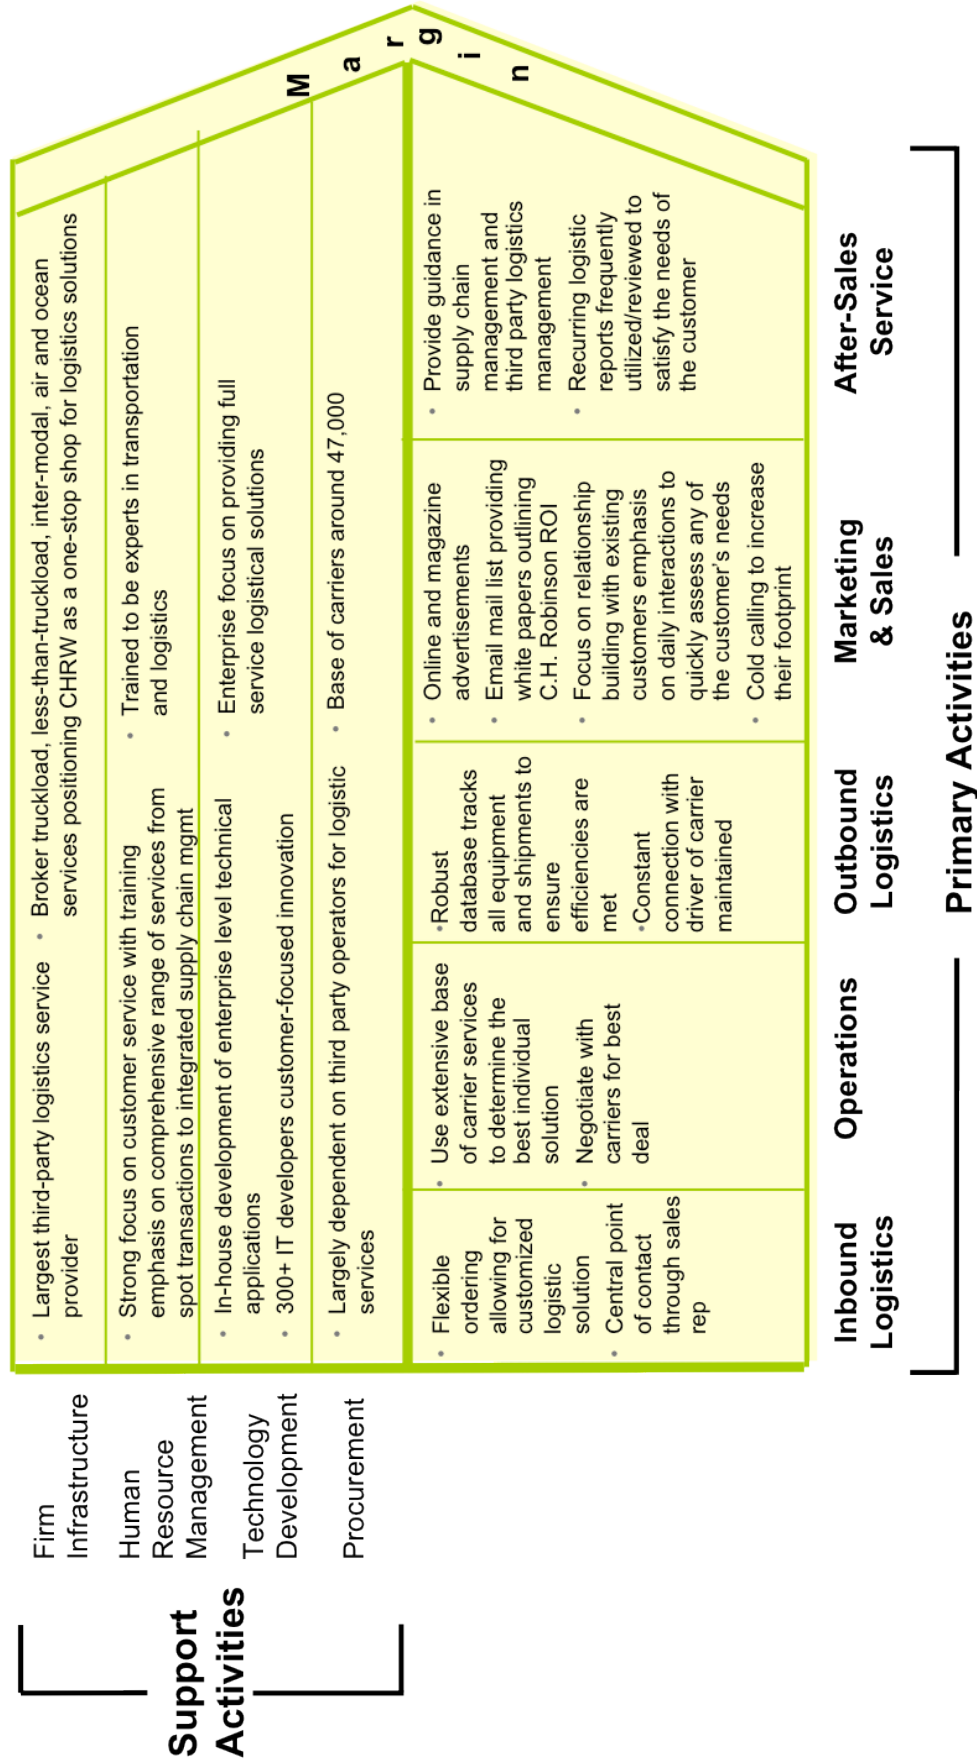 Support
Activities
Firm
Infrastructure
• Largest third-party logistics service
provider
• Broker truckload, less-than-truckload, inter-modal, air and ocean
services positioning CHRW as a one-stop shop for logistics solutions
Human
Resource
Management
• Strong focus on customer service with training
emphasis on comprehensive range of services from
spot transactions to integrated supply chain mgmt
• Trained to be experts in transportation
and logistics
Technology
Development
• In-house development of enterprise level technical
applications
• 300+ IT developers customer-focused innovation
• Enterprise focus on providing full
service logistical solutions
Procurement
• Largely dependent on third party operators for logistic
services
• Base of carriers around 47,000
M
a
r
g
i
n
• Flexible
ordering
allowing for
customized
logistic
solution
• Central point
of contact
through sales
rep
• Use extensive base
of carrier services
to determine the
best individual
solution
• Negotiate with
carriers for best
deal
•Robust
database tracks
all equipment
and shipments to
ensure
efficiencies are
met
•Constant
connection with
driver of carrier
maintained
• Online and magazine
advertisements
• Email mail list providing
white papers outlining
C.H. Robinson ROI
• Focus on relationship
building with existing
customers emphasis
on daily interactions to
quickly assess any of
the customer's needs
• Cold calling to increase
their footprint
• Provide guidance in
supply chain
management and
third party logistics
management
• Recurring logistic
reports frequently
utilized/reviewed to
satisfy the needs of
the customer
Inbound
Logistics
Operations
Outbound
Logistics
Marketing
& Sales
After-Sales
Service
Primary Activities